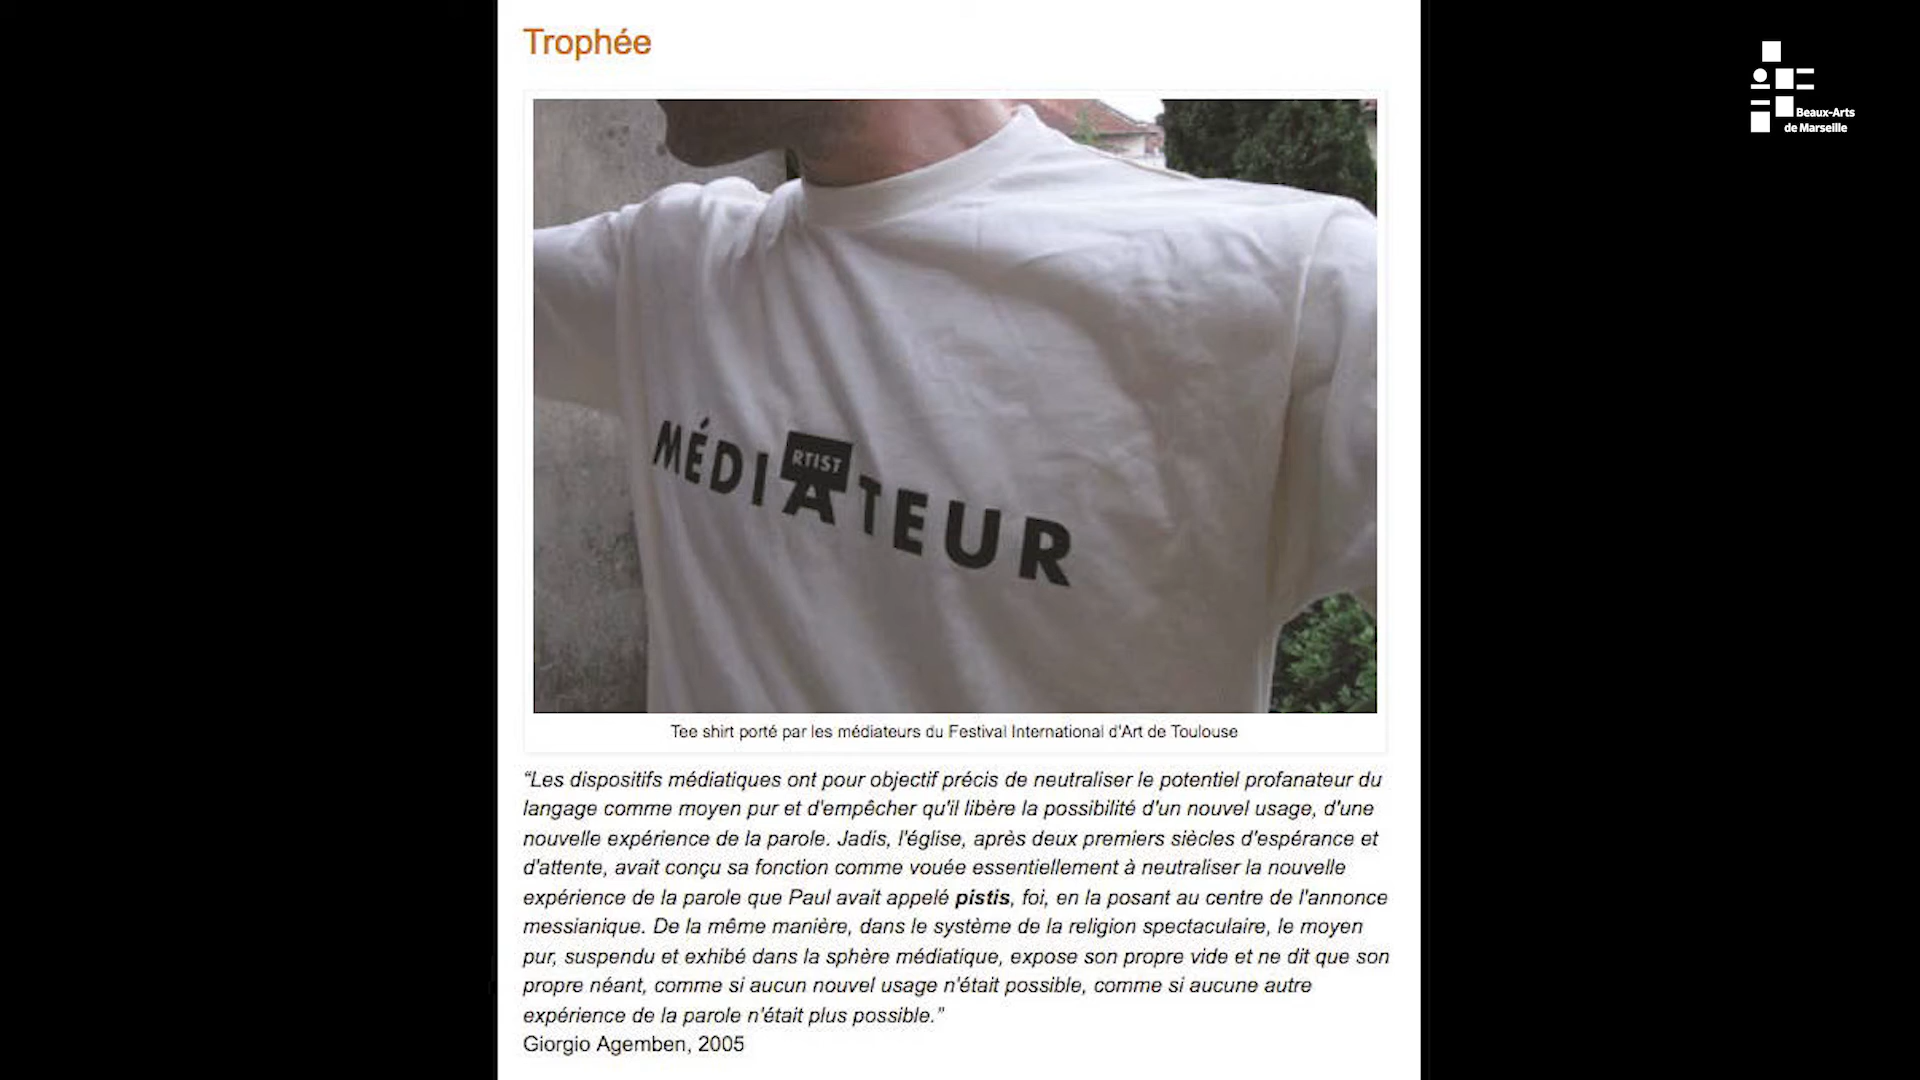 Trophée
Beaux-Arts
de Marseille
RTIST
MÉDIATEUR
Tee shirt porté par les médiateurs du Festival International d'Art de Toulouse
“Les dispositifs médiatiques ont pour objectif précis de neutraliser le potentiel profanateur du
langage comme moyen pur et d'empêcher qu'il libère la possibilité d'un nouvel usage, d'une
nouvelle expérience de la parole. Jadis, l'église, après deux premiers siècles d'espérance et
d'attente, avait conçu sa fonction comme vouée essentiellement à neutraliser la nouvelle
expérience de la parole que Paul avait appelé pistis, foi, en la posant au centre de l'annonce
messianique. De la même manière, dans le système de la religion spectaculaire, le moyen
pur, suspendu et exhibé dans la sphère médiatique, expose son propre vide et ne dit que son
propre néant, comme si aucun nouvel usage n'était possible, comme si aucune autre
expérience de la parole n'était plus possible.”
Giorgio Agemben, 2005